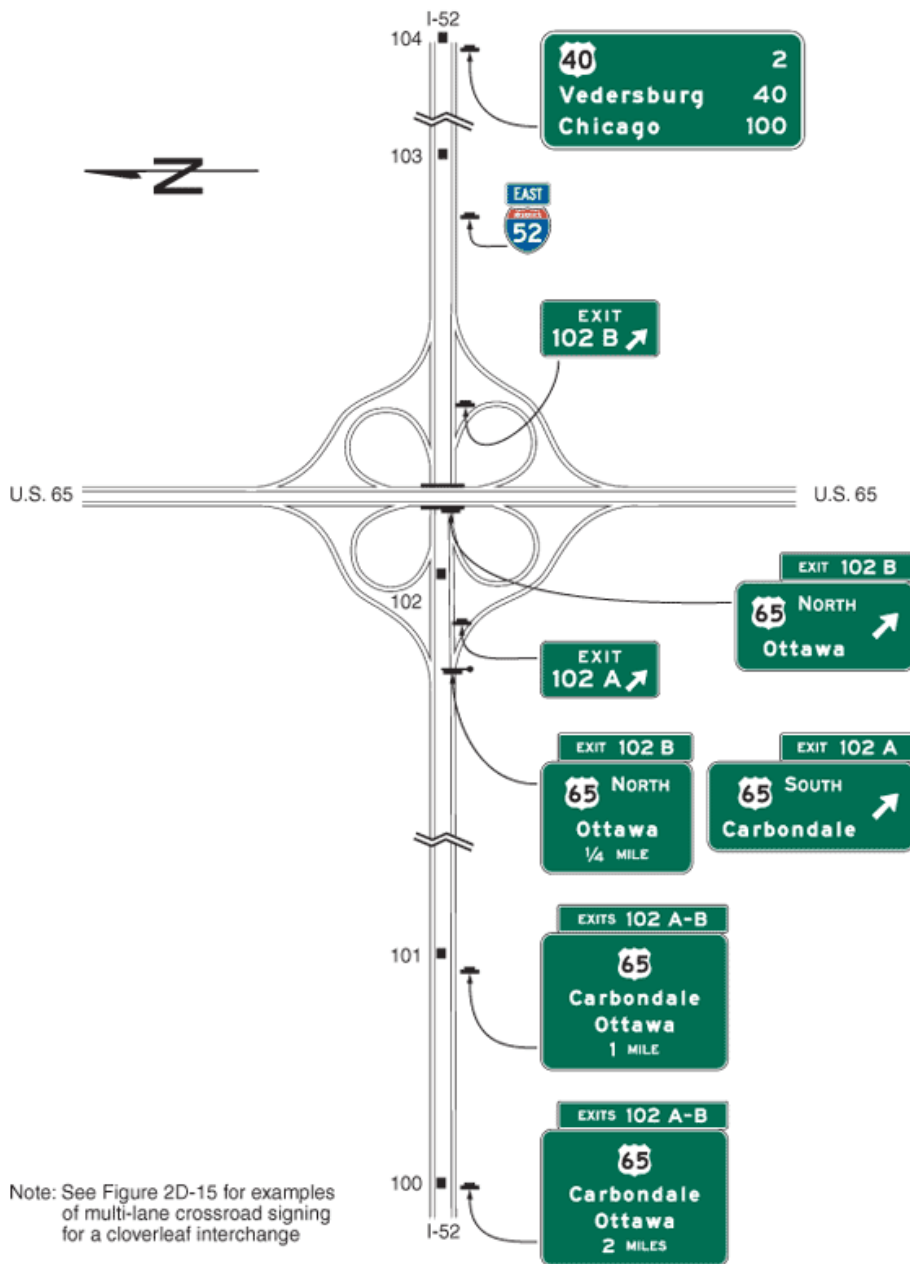 I-52
104
40 2
Vedersburg 40
Chicago 100
103
N
EAST
INTERSTATE
52
EXIT
102 B
U.S. 65
U.S. 65
EXIT 102 B
65 NORTH
Ottawa
102
EXIT
102 A
EXIT 102 B
65 NORTH
Ottawa
1/4 MILE
EXIT 102 A
65 SOUTH
Carbondale
EXITS 102 A-B
65
Carbondale
Ottawa
1 MILE
101
EXITS 102 A-B
65
Carbondale
Ottawa
2 MILES
100
I-52
Note: See Figure 2D-15 for examples
of multi-lane crossroad signing
for a cloverleaf interchange